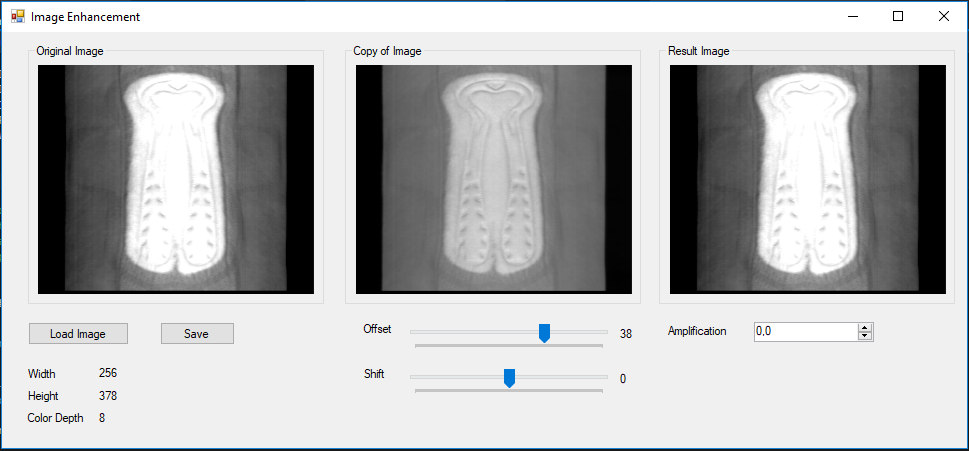 Image Enhancement
Original Image
Copy of Image
Result Image
Load Image
Save
Offset
38
Amplification
0,0
Shift
0
Width
256
Height
378
Color Depth
8